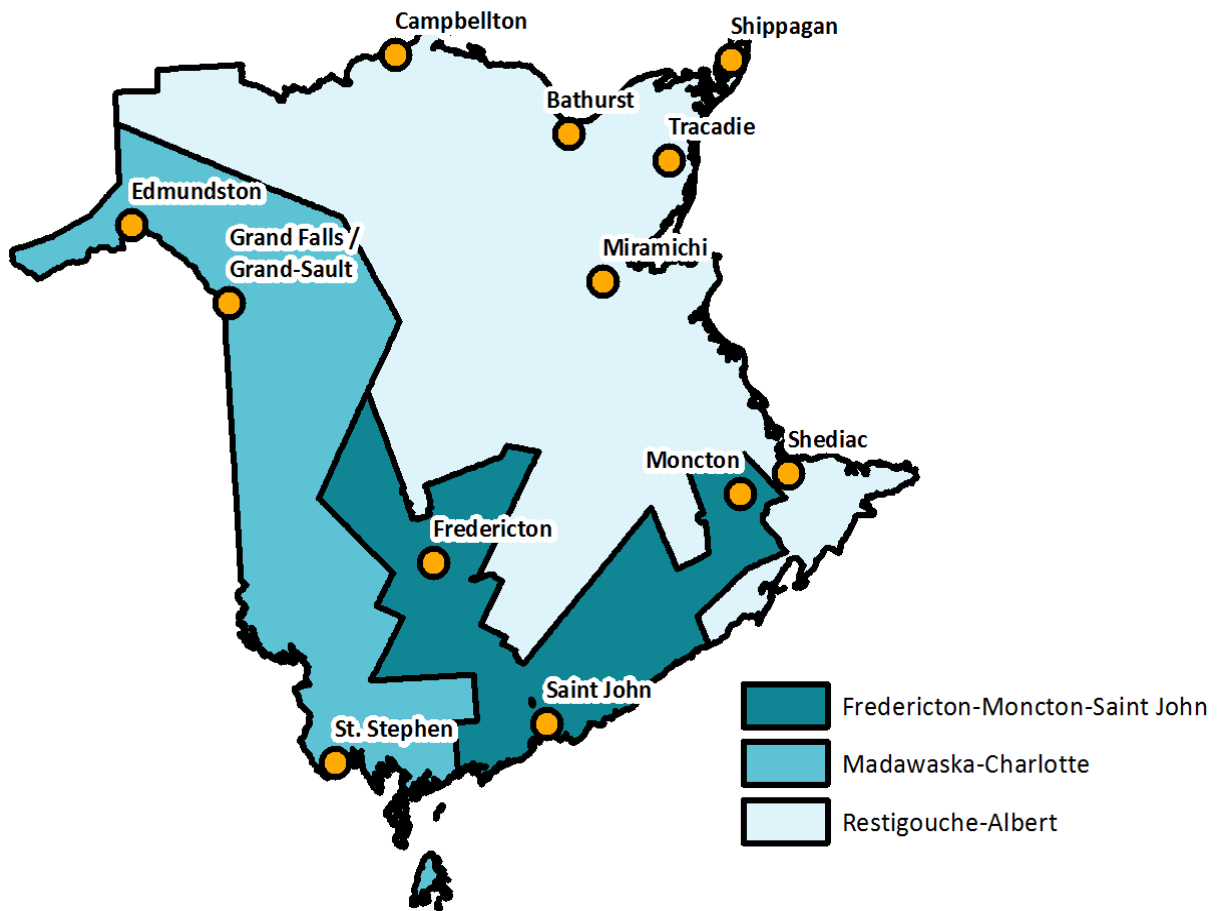 Campbellton
Shippagan
Bathurst
Tracadie
Edmundston
Grand Falls /
Grand-Sault
Miramichi
Shediac
Moncton
Fredericton
Saint John
St. Stephen
Fredericton-Moncton-Saint John
Madawaska-Charlotte
Restigouche-Albert